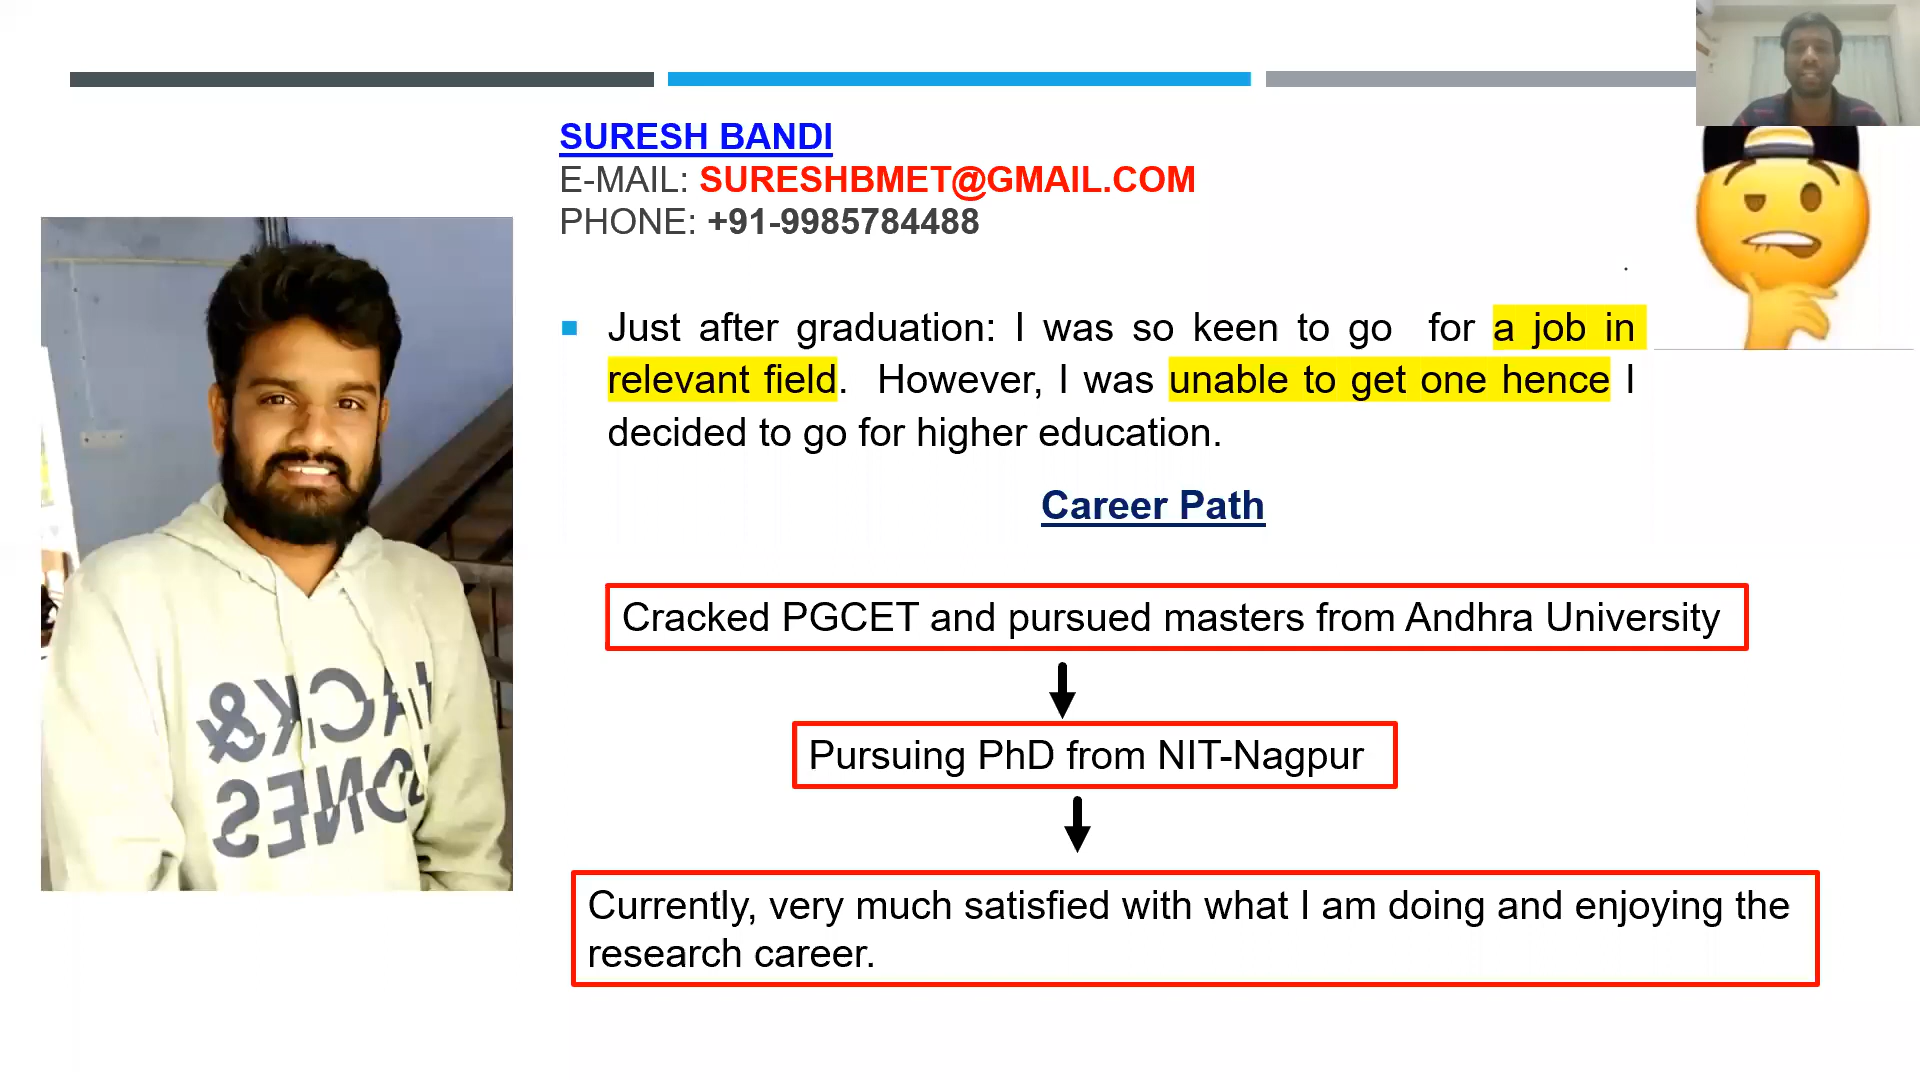 SURESH BANDI
E-MAIL: SURESHBMET@GMAIL.COM
PHONE: +91-9985784488
Just after graduation: I was so keen to go for a job in
relevant field. However, I was unable to get one hence I
decided to go for higher education.
Career Path
Cracked PGCET and pursued masters from Andhra University
Pursuing PhD from NIT-Nagpur
Currently, very much satisfied with what I am doing and enjoying the
research career.
JACK&
JONES